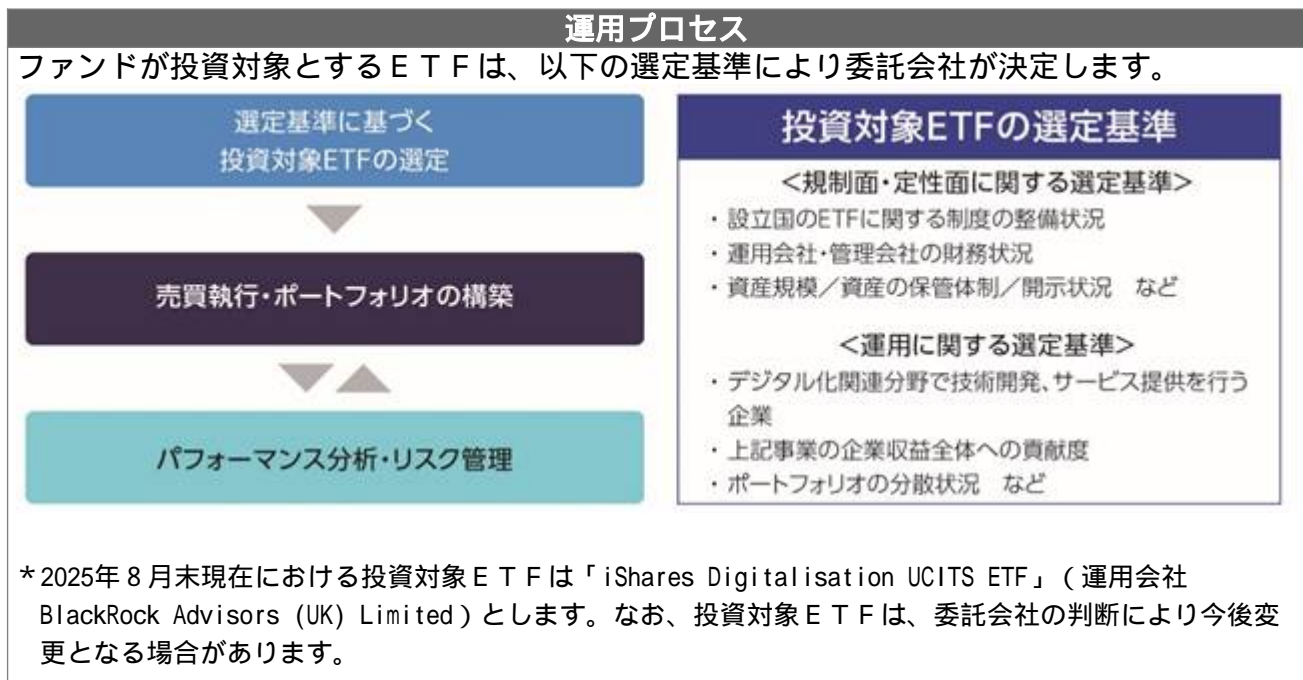 運用プロセス
ファンドが投資対象とするＥＴＦは、以下の選定基準により委託会社が決定します。
選定基準に基づく
投資対象ETFの選定
売買執行・ポートフォリオの構築
パフォーマンス分析・リスク管理
投資対象ETFの選定基準
＜規制面・定性面に関する選定基準＞
・設立国のETFに関する制度の整備状況
・運用会社・管理会社の財務状況
・資産規模／資産の保管体制／開示状況　など
＜運用に関する選定基準＞
・デジタル化関連分野で技術開発、サービス提供を行う
企業
・上記事業の企業収益全体への貢献度
・ポートフォリオの分散状況　など
＊2025年８月末現在における投資対象ＥＴＦは「iShares Digitalisation UCITS ETF」（運用会社
BlackRock Advisors (UK) Limited）とします。なお、投資対象ＥＴＦは、委託会社の判断により今後変
更となる場合があります。